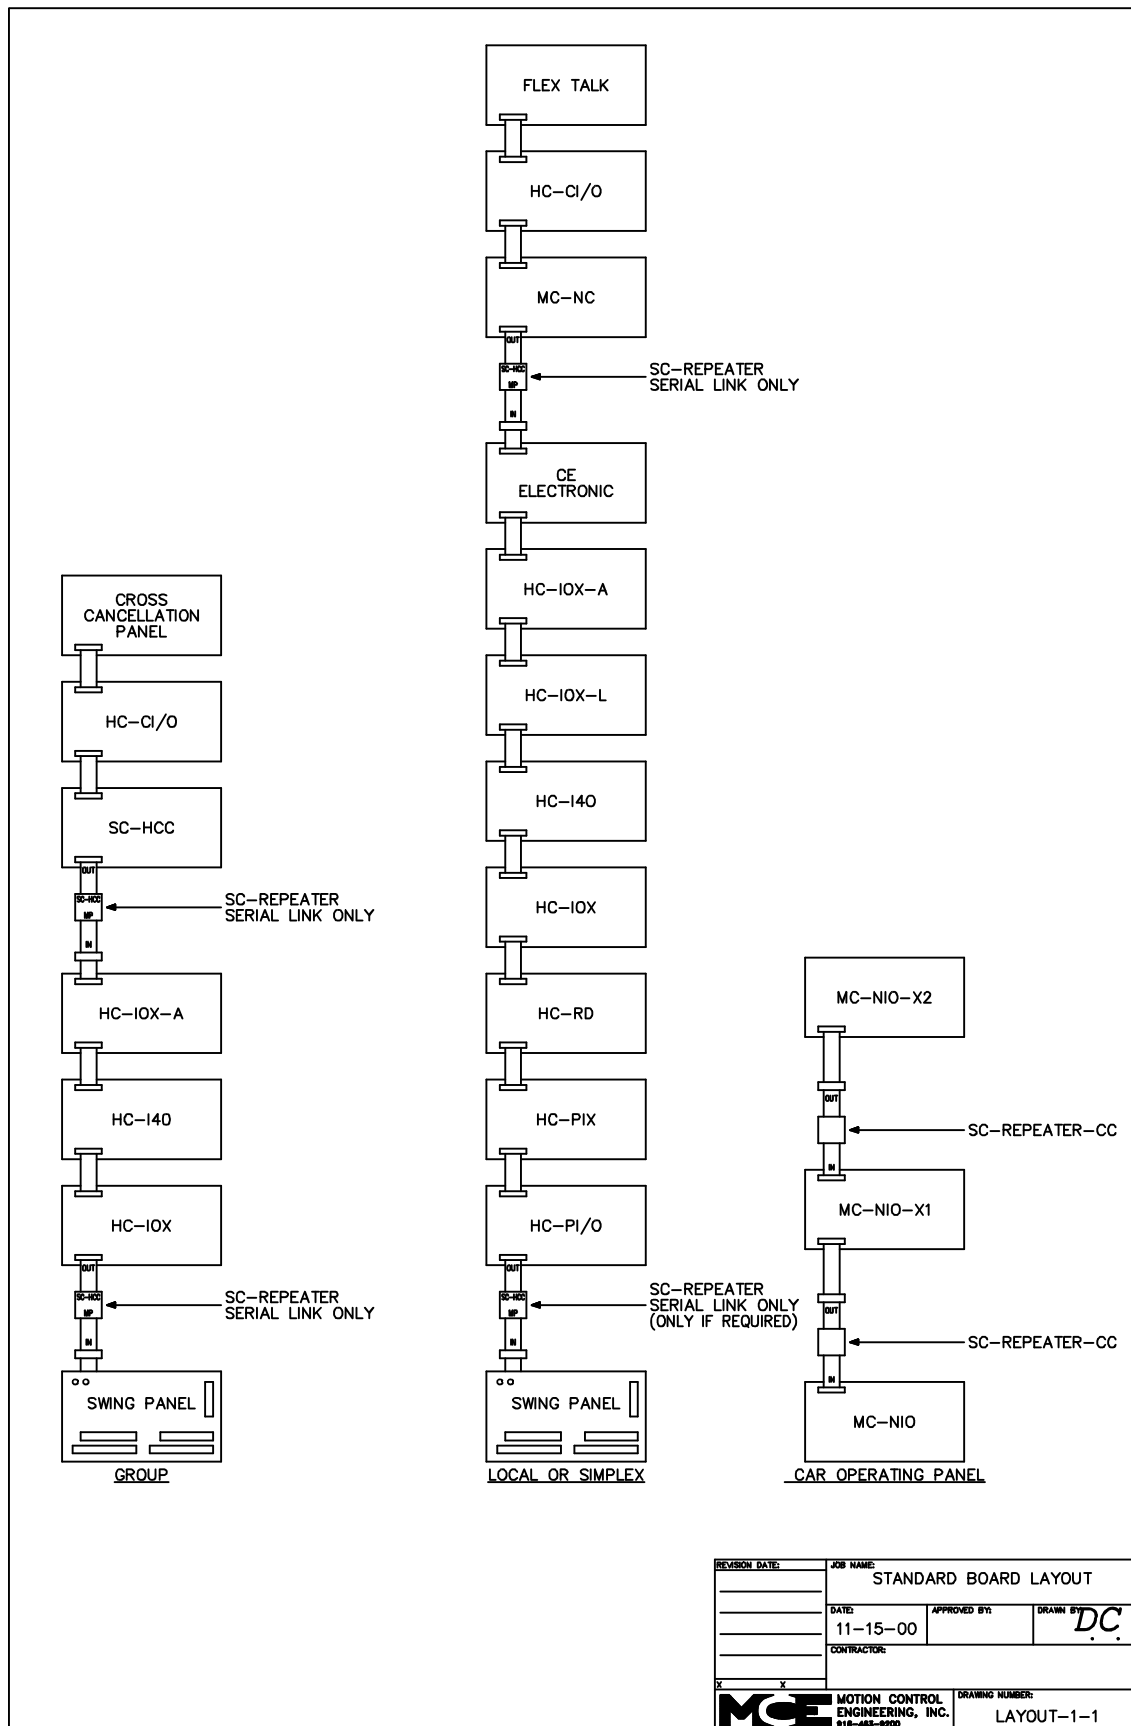 FLEX TALK
HC-CI/O
MC-NC
OUT
SC-HCC
MP
IN
SC-REPEATER
SERIAL LINK ONLY
CE
ELECTRONIC
HC-IOX-A
HC-IOX-L
HC-I4O
HC-IOX
HC-RD
HC-PIX
HC-PI/O
OUT
SC-HCC
MP
IN
SC-REPEATER
SERIAL LINK ONLY
(ONLY IF REQUIRED)
SWING PANEL
LOCAL OR SIMPLEX
CROSS
CANCELLATION
PANEL
HC-CI/O
SC-HCC
OUT
SC-HCC
MP
IN
SC-REPEATER
SERIAL LINK ONLY
HC-IOX-A
HC-I4O
HC-IOX
OUT
SC-HCC
MP
IN
SC-REPEATER
SERIAL LINK ONLY
SWING PANEL
GROUP
MC-NIO-X2
OUT
IN
SC-REPEATER-CC
MC-NIO-X1
OUT
IN
SC-REPEATER-CC
MC-NIO
CAR OPERATING PANEL
REVISION DATE:
X X
JOB NAME:
STANDARD BOARD LAYOUT
DATE:
11-15-00
APPROVED BY:
DRAWN BY:
DC
CONTRACTOR:
MCE
MOTION CONTROL
ENGINEERING, INC.
916-463-9200
DRAWING NUMBER:
LAYOUT-1-1